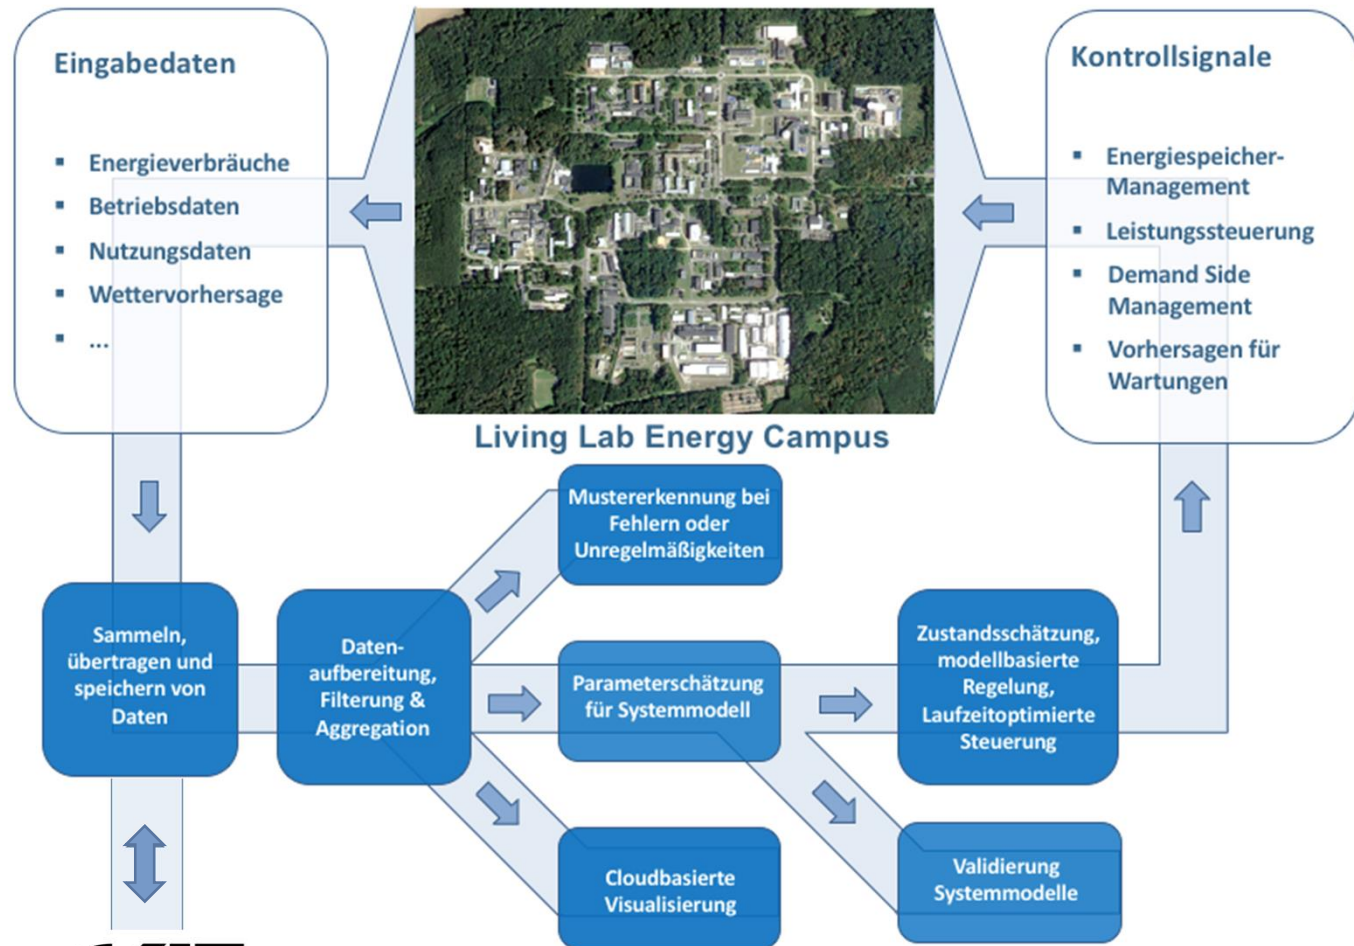 Eingabedaten
▪ Energieverbräuche
▪ Betriebsdaten
▪ Nutzungsdaten
▪ Wettervorhersage
▪ ...
Kontrollsignale
▪ Energiespeicher-
Management
▪ Leistungssteuerung
▪ Demand Side
Management
▪ Vorhersagen für
Wartungen
Living Lab Energy Campus
Mustererkennung bei
Fehlern oder
Unregelmäßigkeiten
Sammeln,
übertragen und
speichern von
Daten
Daten-
aufbereitung,
Filterung &
Aggregation
Parameterschätzung
für Systemmodell
Zustandsschätzung,
modellbasierte
Regelung,
Laufzeitoptimierte
Steuerung
Cloudbasierte
Visualisierung
Validierung
Systemmodelle